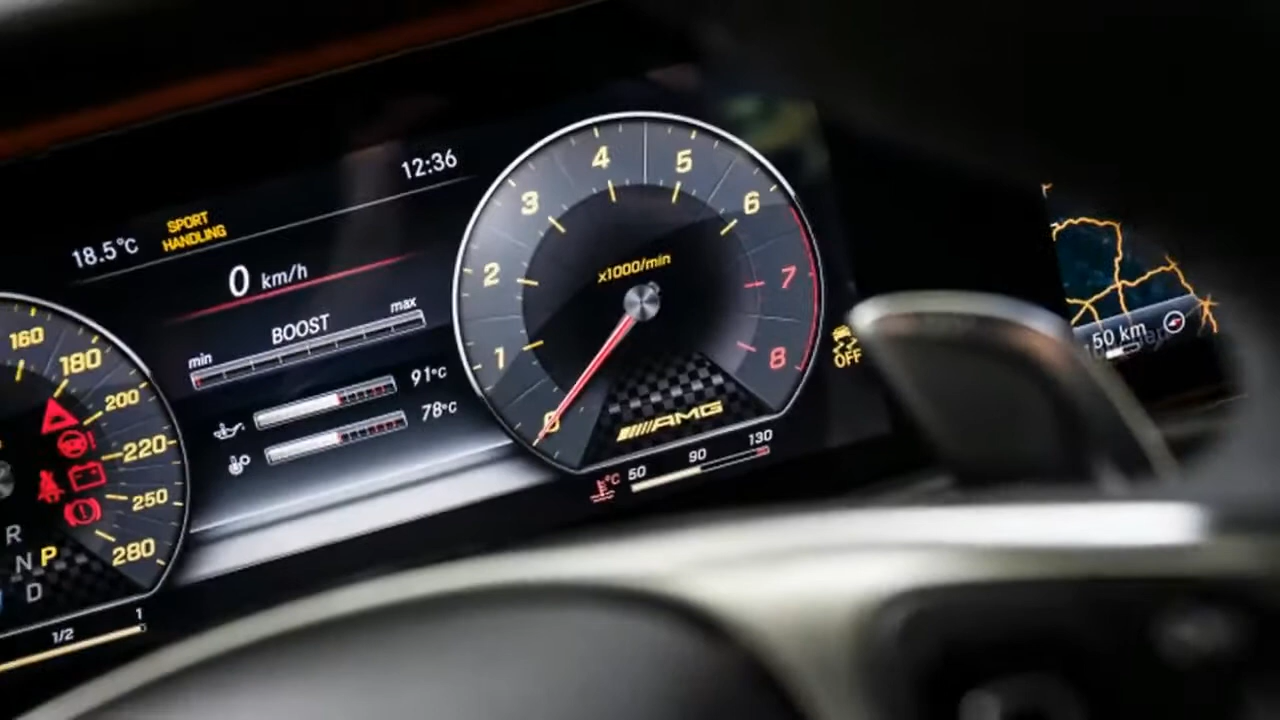 12:36
18.5°C
SPORT
HANDLING
0 km/h
BOOST
min
max
91°C
78°C
160
180
200
220
250
280
R
N P
D
1/2
1
0
1
2
3
4
5
6
7
8
x1000/min
AMG
°C 50 90 130
OFF
50 km